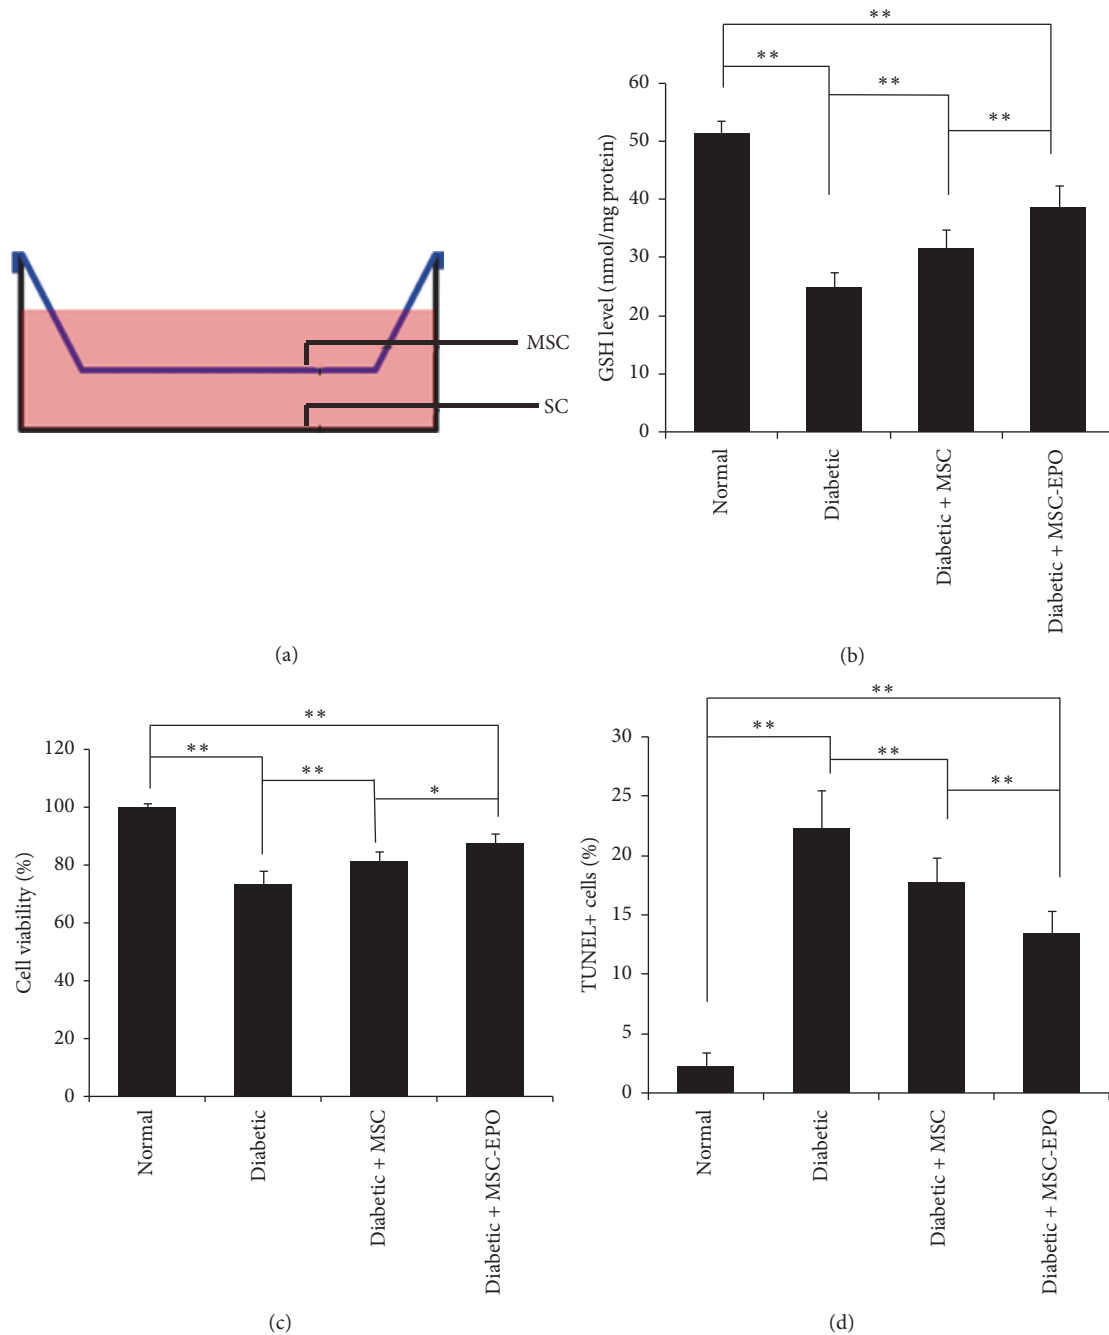 MSC
SC
(a)
**
**
**
**
60
50
40
30
20
10
0
GSH level (nmol/mg protein)
Normal
Diabetic
Diabetic + MSC
Diabetic + MSC-EPO
(b)
**
**
**
*
120
100
80
60
40
20
0
Cell viability (%)
Normal
Diabetic
Diabetic + MSC
Diabetic + MSC-EPO
(c)
**
**
**
**
30
25
20
15
10
5
0
TUNEL+ cells (%)
Normal
Diabetic
Diabetic + MSC
Diabetic + MSC-EPO
(d)